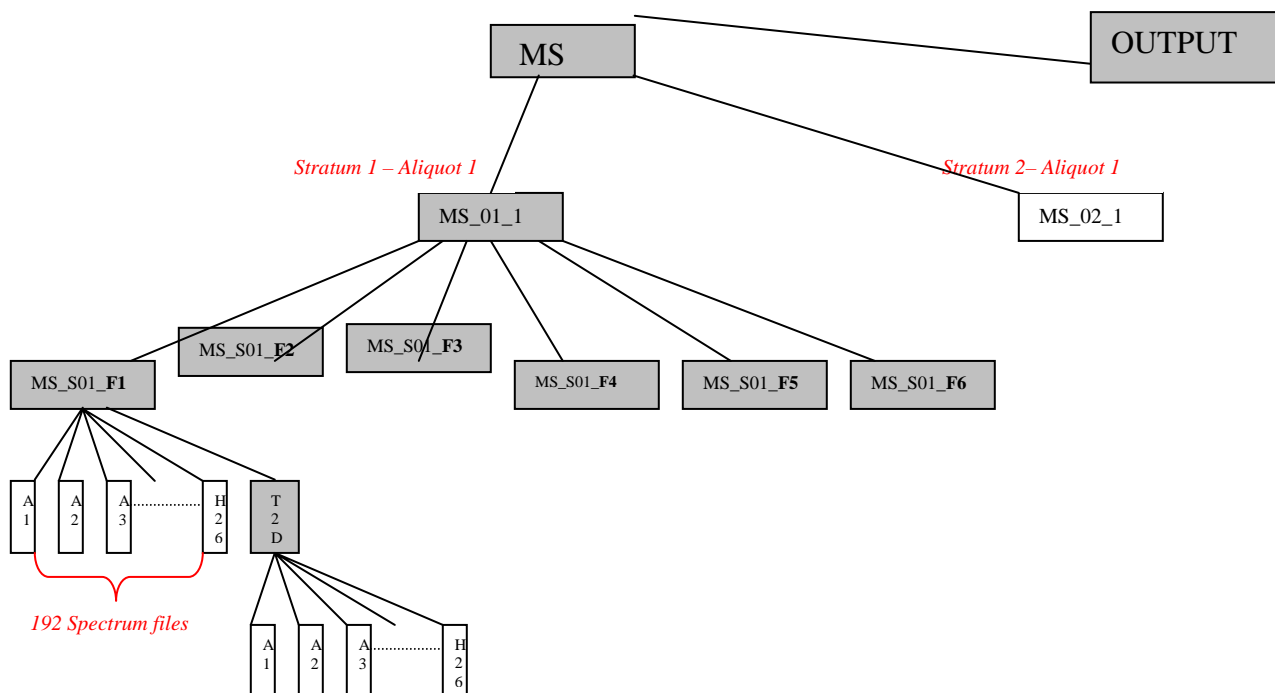 MS
OUTPUT
Stratum 1 – Aliquot 1
Stratum 2– Aliquot 1
MS_01_1
MS_02_1
MS_S01_F1
MS_S01_F2
MS_S01_F3
MS_S01_F4
MS_S01_F5
MS_S01_F6
A
1
A
2
A
3
H
2
6
T
2
D
192 Spectrum files
A
1
A
2
A
3
H
2
6